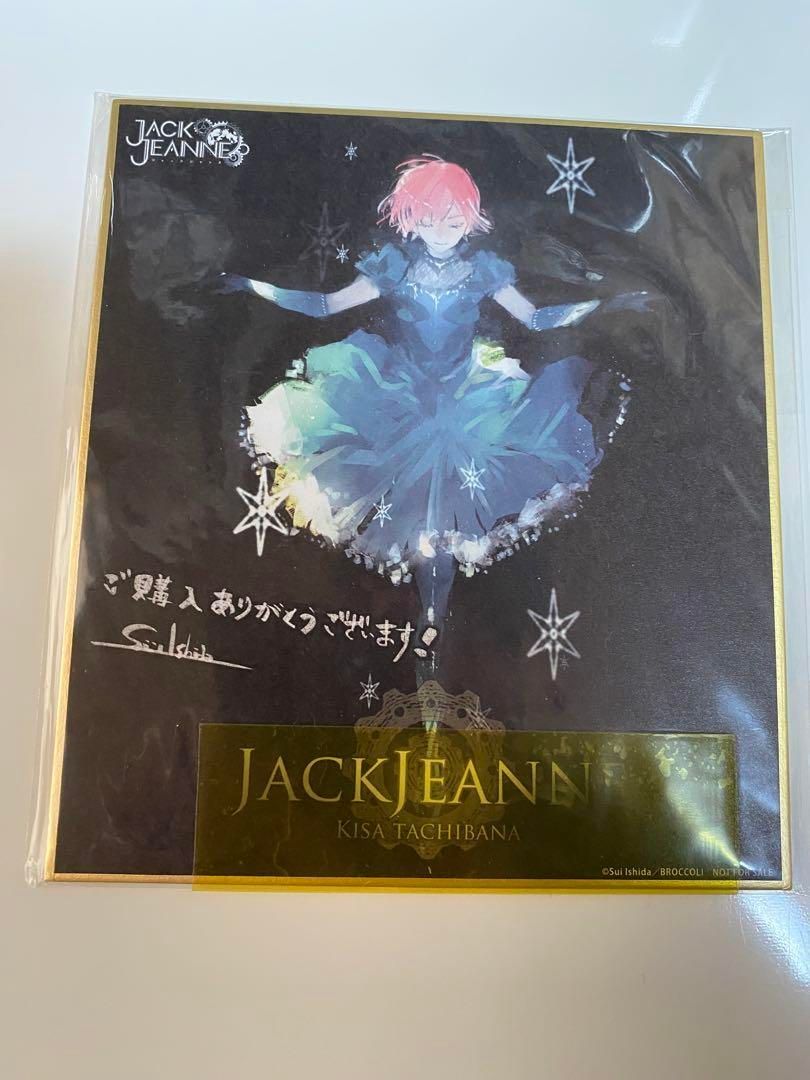 JACK
JEANNE
ご購入ありがとうございます!
Sui Ishida
JACKJEANN
KISA TACHIBANA
©Sui Ishida／BROCCOLI NOT FOR SALE